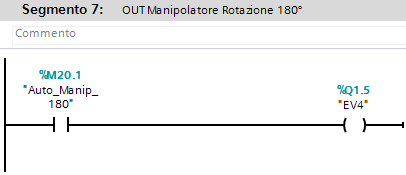 Segmento 7: OUT Manipolatore Rotazione 180°
Commento
%M20.1
"Auto_Manip_
180"
%Q1.5
"EV4"